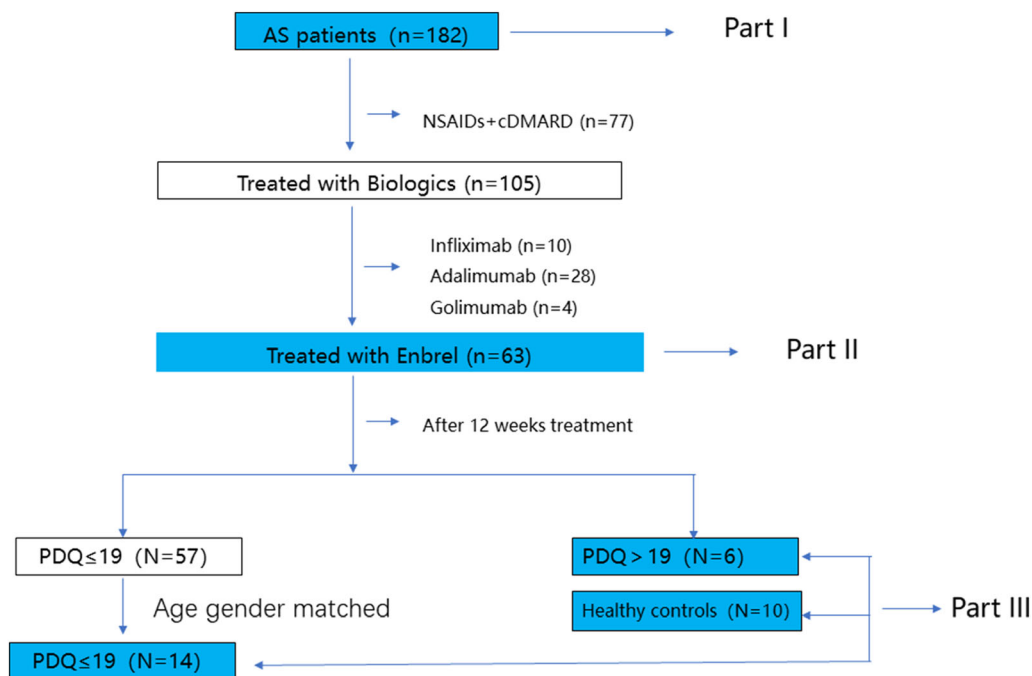 AS patients (n=182)
Part I
NSAIDs+cDMARD (n=77)
Treated with Biologics (n=105)
Infliximab (n=10)
Adalimumab (n=28)
Golimumab (n=4)
Treated with Enbrel (n=63)
Part II
After 12 weeks treatment
PDQ≤19 (N=57)
PDQ > 19 (N=6)
Age gender matched
Healthy controls (N=10)
Part III
PDQ≤19 (N=14)